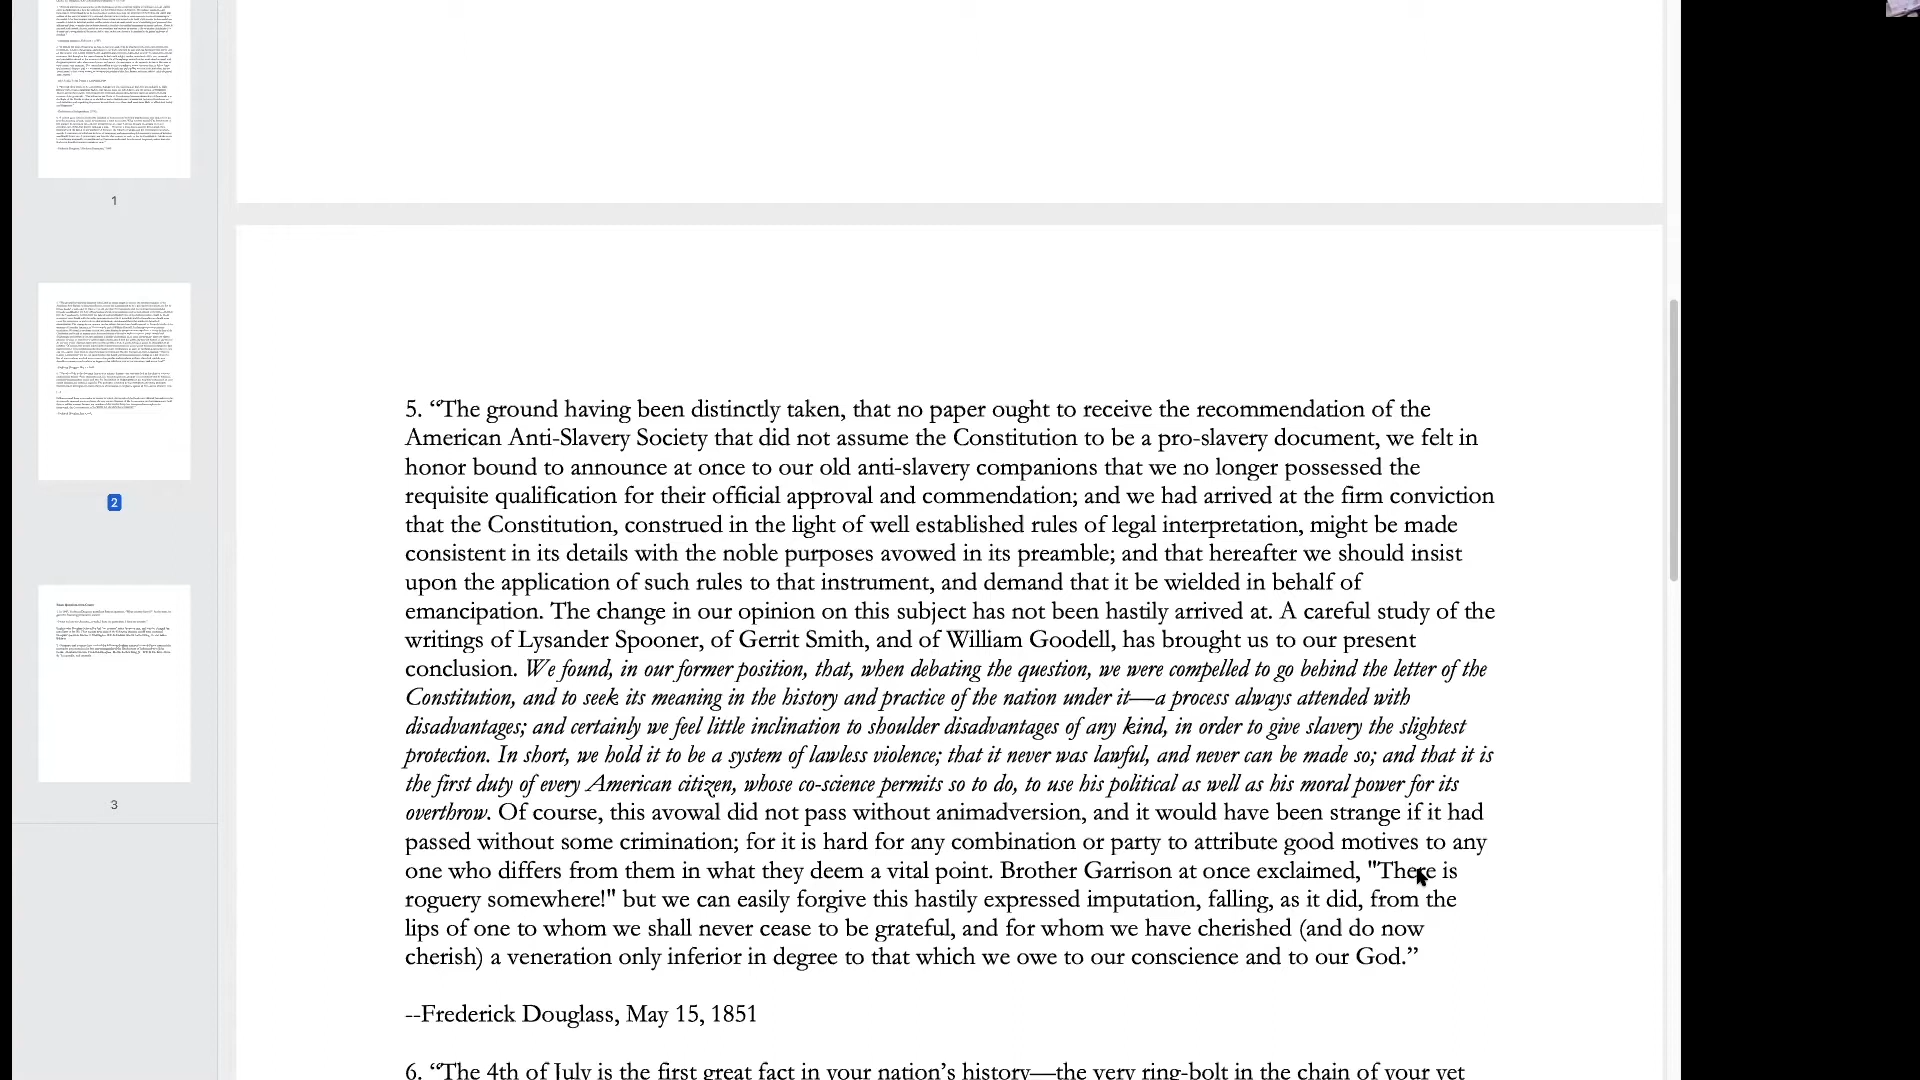 1
2
3
5. “The ground having been distinctly taken, that no paper ought to receive the recommendation of the
American Anti-Slavery Society that did not assume the Constitution to be a pro-slavery document, we felt in
honor bound to announce at once to our old anti-slavery companions that we no longer possessed the
requisite qualification for their official approval and commendation; and we had arrived at the firm conviction
that the Constitution, construed in the light of well established rules of legal interpretation, might be made
consistent in its details with the noble purposes avowed in its preamble; and that hereafter we should insist
upon the application of such rules to that instrument, and demand that it be wielded in behalf of
emancipation. The change in our opinion on this subject has not been hastily arrived at. A careful study of the
writings of Lysander Spooner, of Gerrit Smith, and of William Goodell, has brought us to our present
conclusion. We found, in our former position, that, when debating the question, we were compelled to go behind the letter of the
Constitution, and to seek its meaning in the history and practice of the nation under it—a process always attended with
disadvantages; and certainly we feel little inclination to shoulder disadvantages of any kind, in order to give slavery the slightest
protection. In short, we hold it to be a system of lawless violence; that it never was lawful, and never can be made so; and that it is
the first duty of every American citizen, whose co-science permits so to do, to use his political as well as his moral power for its
overthrow. Of course, this avowal did not pass without animadversion, and it would have been strange if it had
passed without some crimination; for it is hard for any combination or party to attribute good motives to any
one who differs from them in what they deem a vital point. Brother Garrison at once exclaimed, "There is
roguery somewhere!" but we can easily forgive this hastily expressed imputation, falling, as it did, from the
lips of one to whom we shall never cease to be grateful, and for whom we have cherished (and do now
cherish) a veneration only inferior in degree to that which we owe to our conscience and to our God.”
--Frederick Douglass, May 15, 1851
6. “The 4th of July is the first great fact in your nation’s history—the very ring-bolt in the chain of your yet